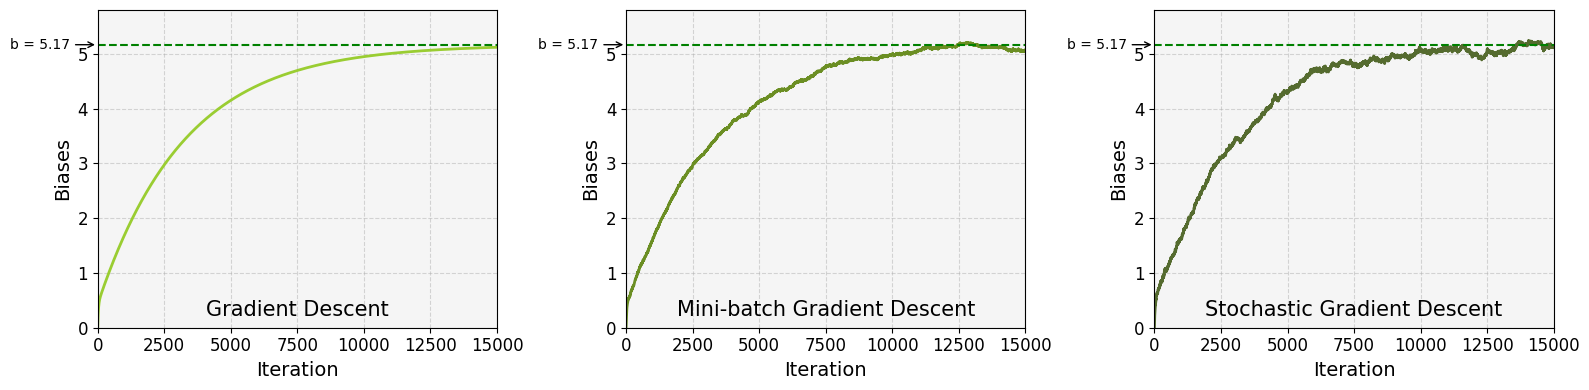 b = 5.17
5
4
3
2
1
0
Biases
Gradient Descent
0 2500 5000 7500 10000 12500 15000
Iteration
b = 5.17
5
4
3
2
1
0
Biases
Mini-batch Gradient Descent
0 2500 5000 7500 10000 12500 15000
Iteration
b = 5.17
5
4
3
2
1
0
Biases
Stochastic Gradient Descent
0 2500 5000 7500 10000 12500 15000
Iteration